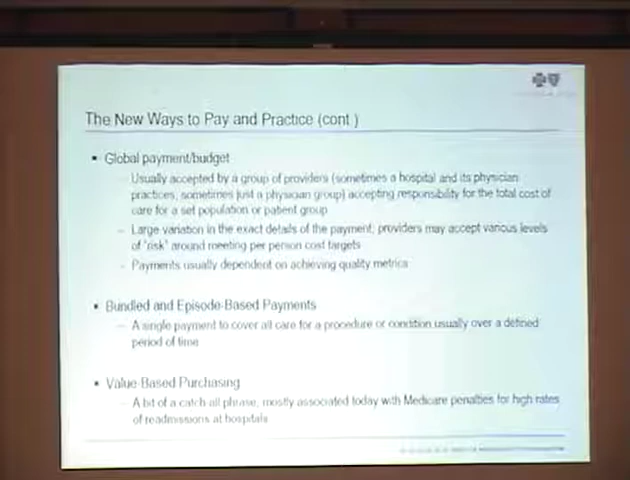 The New Ways to Pay and Practice (cont.)
▪ Global payment/budget
– Usually accepted by a group of providers (sometimes a hospital and its physician
practices, sometimes just a physician group) accepting responsibility for the total cost of
care for a set population or patient group
– Large variation in the exact details of the payment; providers may accept various levels
of "risk" around meeting per person cost targets
– Payments usually dependent on achieving quality metrics
▪ Bundled and Episode-Based Payments
– A single payment to cover all care for a procedure or condition usually over a defined
period of time
▪ Value-Based Purchasing
– A bit of a catch all phrase, mostly associated today with Medicare penalties for high rates
of readmissions at hospitals